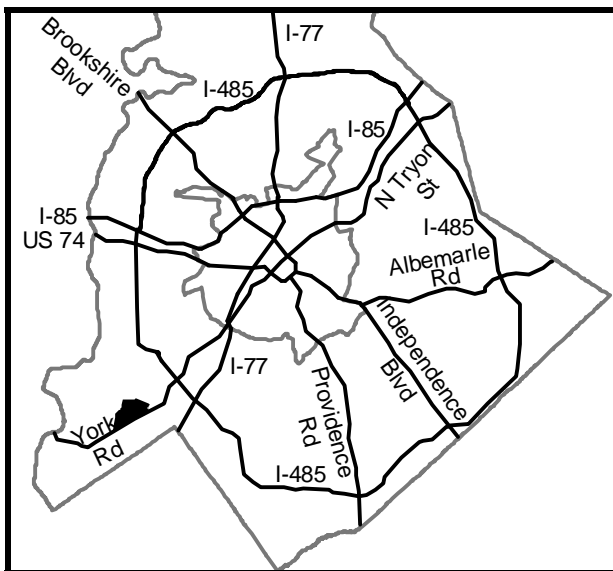 I-77
Brookshire
Blvd
I-485
I-85
N Tryon
St
I-85
US 74
I-485
Albemarle
Rd
Independence
Blvd
I-77
Providence
Rd
York
Rd
I-485